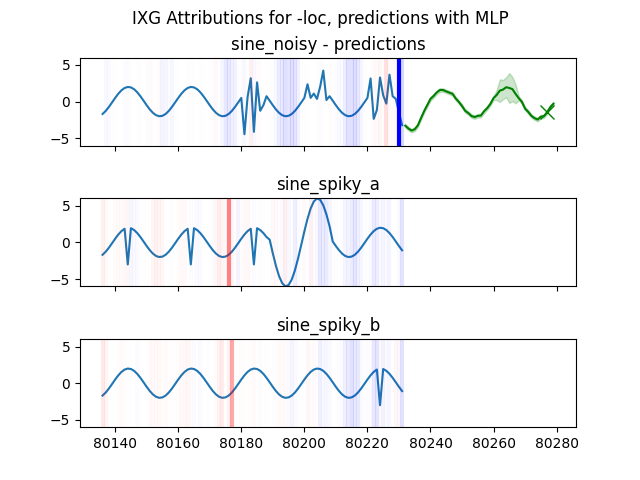 IXG Attributions for -loc, predictions with MLP
sine_noisy - predictions
5
0
−5
sine_spiky_a
5
0
−5
sine_spiky_b
5
0
−5
80140 80160 80180 80200 80220 80240 80260 80280